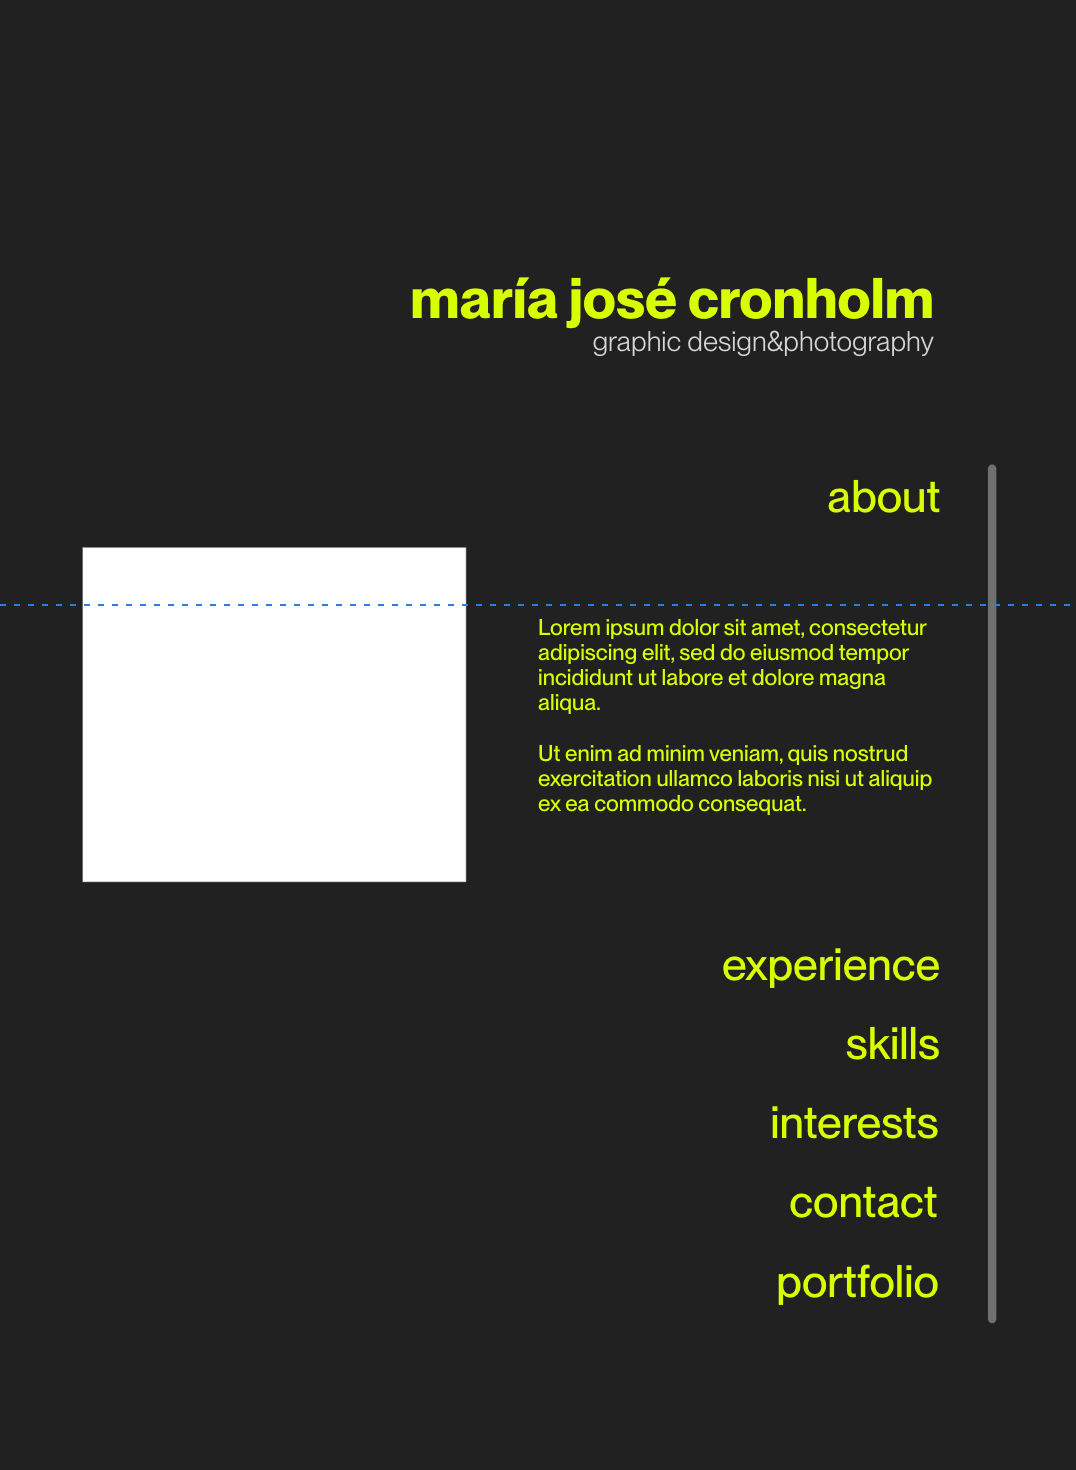 maría josé cronholm
graphic design&photography
about
Lorem ipsum dolor sit amet, consectetur
adipiscing elit, sed do eiusmod tempor
incididunt ut labore et dolore magna
aliqua.
Ut enim ad minim veniam, quis nostrud
exercitation ullamco laboris nisi ut aliquip
ex ea commodo consequat.
experience
skills
interests
contact
portfolio